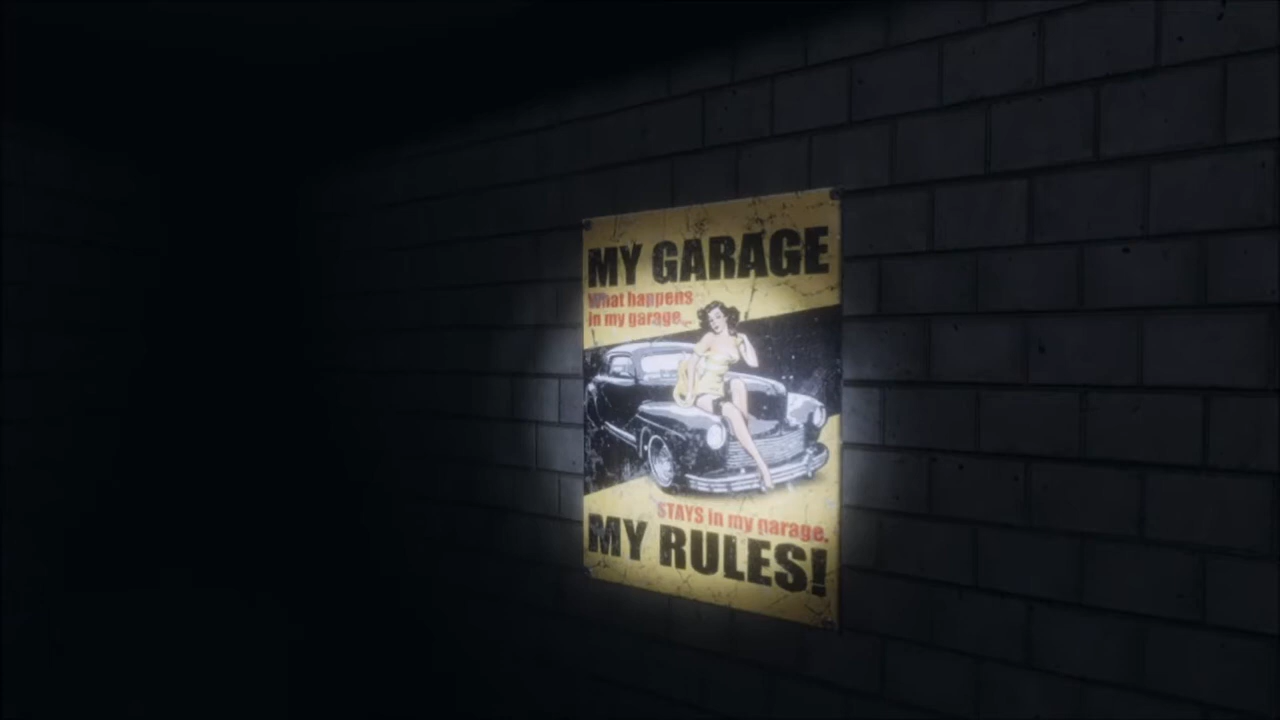 MY GARAGE
What happens
in my garage...
STAYS in my garage.
MY RULES!